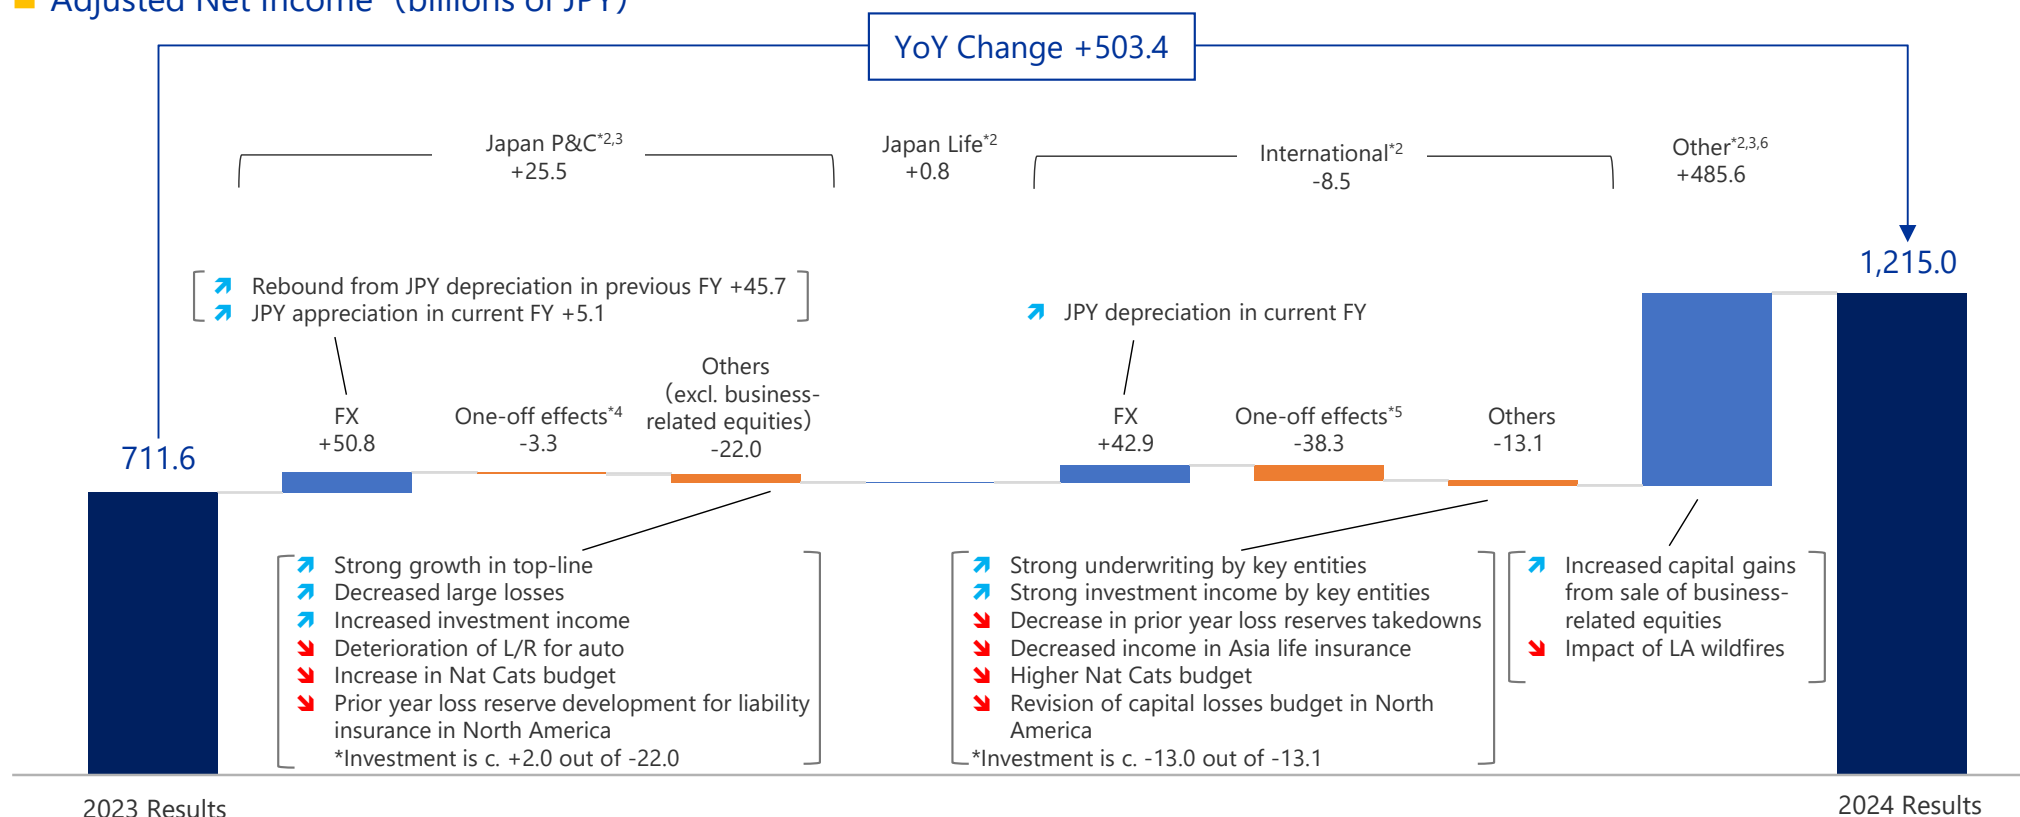 Adjusted Net Income（billions of JPY）
YoY Change +503.4
Japan P&C*2,3
+25.5
Japan Life*2
+0.8
International*2
-8.5
Other*2,3,6
+485.6
1,215.0
Rebound from JPY depreciation in previous FY +45.7
JPY appreciation in current FY +5.1
JPY depreciation in current FY
711.6
FX
+50.8
One-off effects*4
-3.3
Others
（excl. business-
related equities）
-22.0
FX
+42.9
One-off effects*5
-38.3
Others
-13.1
Strong growth in top-line
Decreased large losses
Increased investment income
Deterioration of L/R for auto
Increase in Nat Cats budget
Prior year loss reserve development for liability
insurance in North America
*Investment is c. +2.0 out of -22.0
Strong underwriting by key entities
Strong investment income by key entities
Decrease in prior year loss reserves takedowns
Decreased income in Asia life insurance
Higher Nat Cats budget
Revision of capital losses budget in North
America
*Investment is c. -13.0 out of -13.1
Increased capital gains
from sale of business-
related equities
Impact of LA wildfires
2023 Results
2024 Results